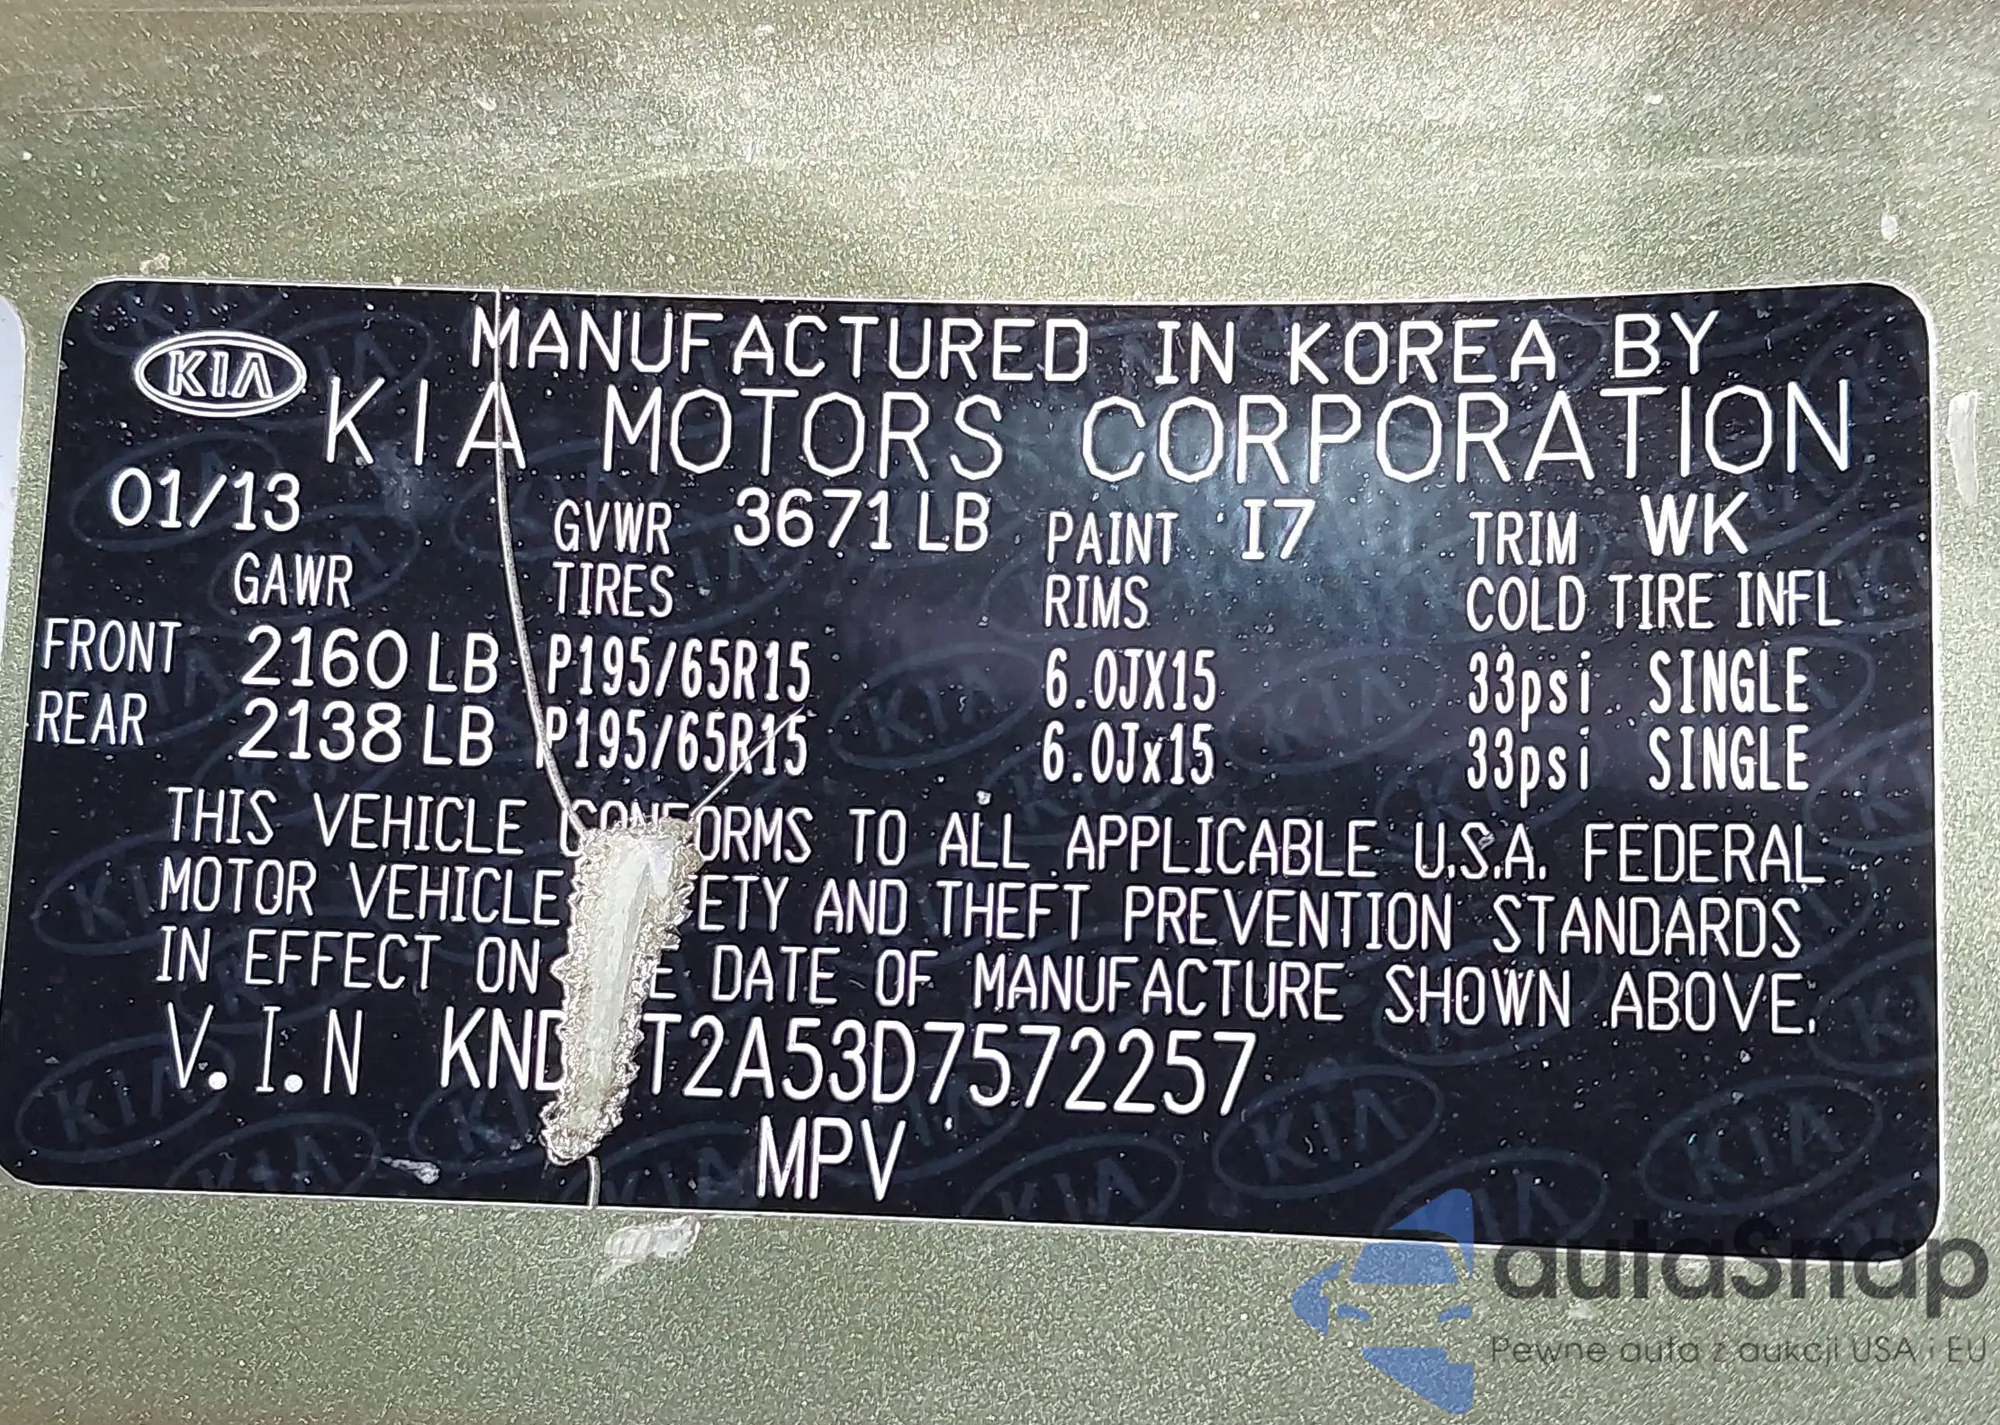 KIA MANUFACTURED IN KOREA BY
KIA MOTORS CORPORATION
01/13 GVWR 3671 LB PAINT I7 TRIM WK
GAWR TIRES RIMS COLD TIRE INFL
FRONT 2160 LB P195/65R15 6.0JX15 33psi SINGLE
REAR 2138 LB P195/65R15 6.0Jx15 33psi SINGLE
THIS VEHICLE CONFORMS TO ALL APPLICABLE U.S.A. FEDERAL
MOTOR VEHICLE ETY AND THEFT PREVENTION STANDARDS
IN EFFECT ON E DATE OF MANUFACTURE SHOWN ABOVE.
V.I.N KND T2A53D7572257
MPV
autaSnap
Pewne auta z aukcji USA i EU